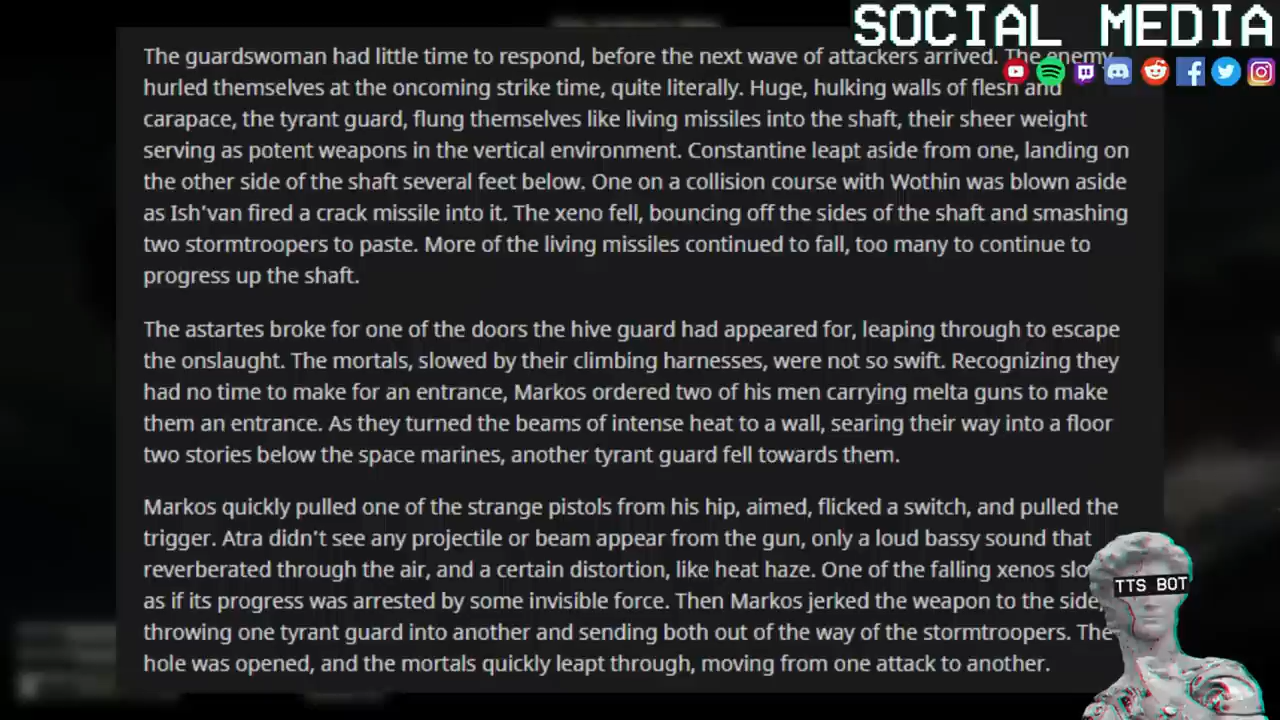 SOCIAL MEDIA
The guardswoman had little time to respond, before the next wave of attackers arrived. The enemy
hurled themselves at the oncoming strike time, quite literally. Huge, hulking walls of flesh and
carapace, the tyrant guard, flung themselves like living missiles into the shaft, their sheer weight
serving as potent weapons in the vertical environment. Constantine leapt aside from one, landing on
the other side of the shaft several feet below. One on a collision course with Wothin was blown aside
as Ish’van fired a crack missile into it. The xeno fell, bouncing off the sides of the shaft and smashing
two stormtroopers to paste. More of the living missiles continued to fall, too many to continue to
progress up the shaft.
The astartes broke for one of the doors the hive guard had appeared for, leaping through to escape
the onslaught. The mortals, slowed by their climbing harnesses, were not so swift. Recognizing they
had no time to make for an entrance, Markos ordered two of his men carrying melta guns to make
them an entrance. As they turned the beams of intense heat to a wall, searing their way into a floor
two stories below the space marines, another tyrant guard fell towards them.
Markos quickly pulled one of the strange pistols from his hip, aimed, flicked a switch, and pulled the
trigger. Atra didn’t see any projectile or beam appear from the gun, only a loud bassy sound that
reverberated through the air, and a certain distortion, like heat haze. One of the falling xenos
as if its progress was arrested by some invisible force. Then Markos jerked the weapon to the side,
throwing one tyrant guard into another and sending both out of the way of the stormtroopers. The
hole was opened, and the mortals quickly leapt through, moving from one attack to another.
TTS BOT